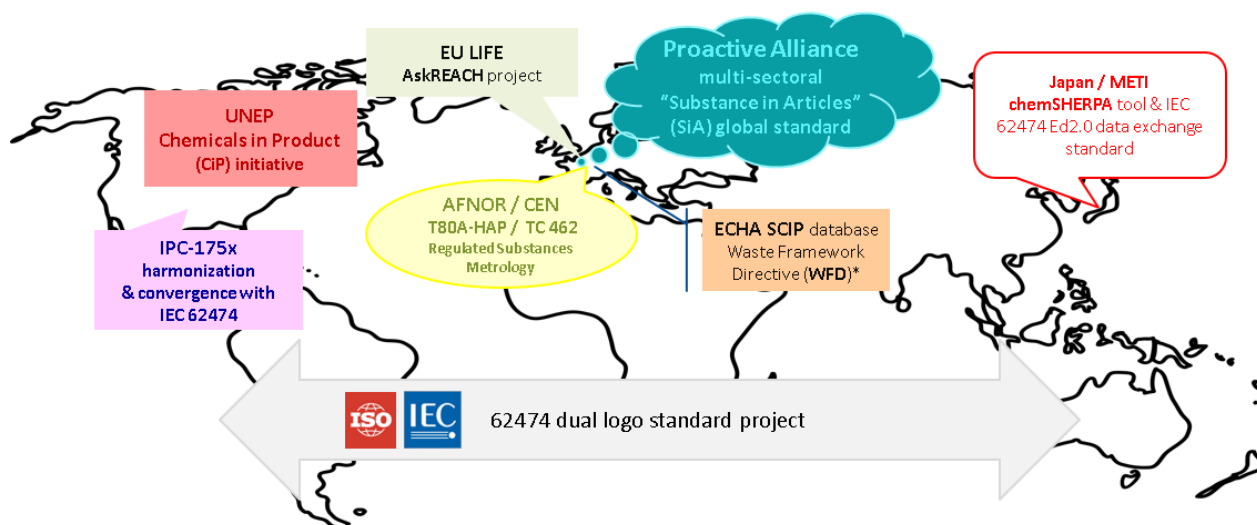 EU LIFE
AskREACH project
Proactive Alliance
multi-sectoral
"Substance in Articles"
(SiA) global standard
Japan / METI
chemSHERPA tool & IEC
62474 Ed2.0 data exchange
standard
UNEP
Chemicals in Product
(CiP) initiative
AFNOR / CEN
T80A-HAP / TC 462
Regulated Substances
Metrology
ECHA SCIP database
Waste Framework
Directive (WFD)*
IPC-175x
harmonization
& convergence with
IEC 62474
ISO
IEC
62474 dual logo standard project